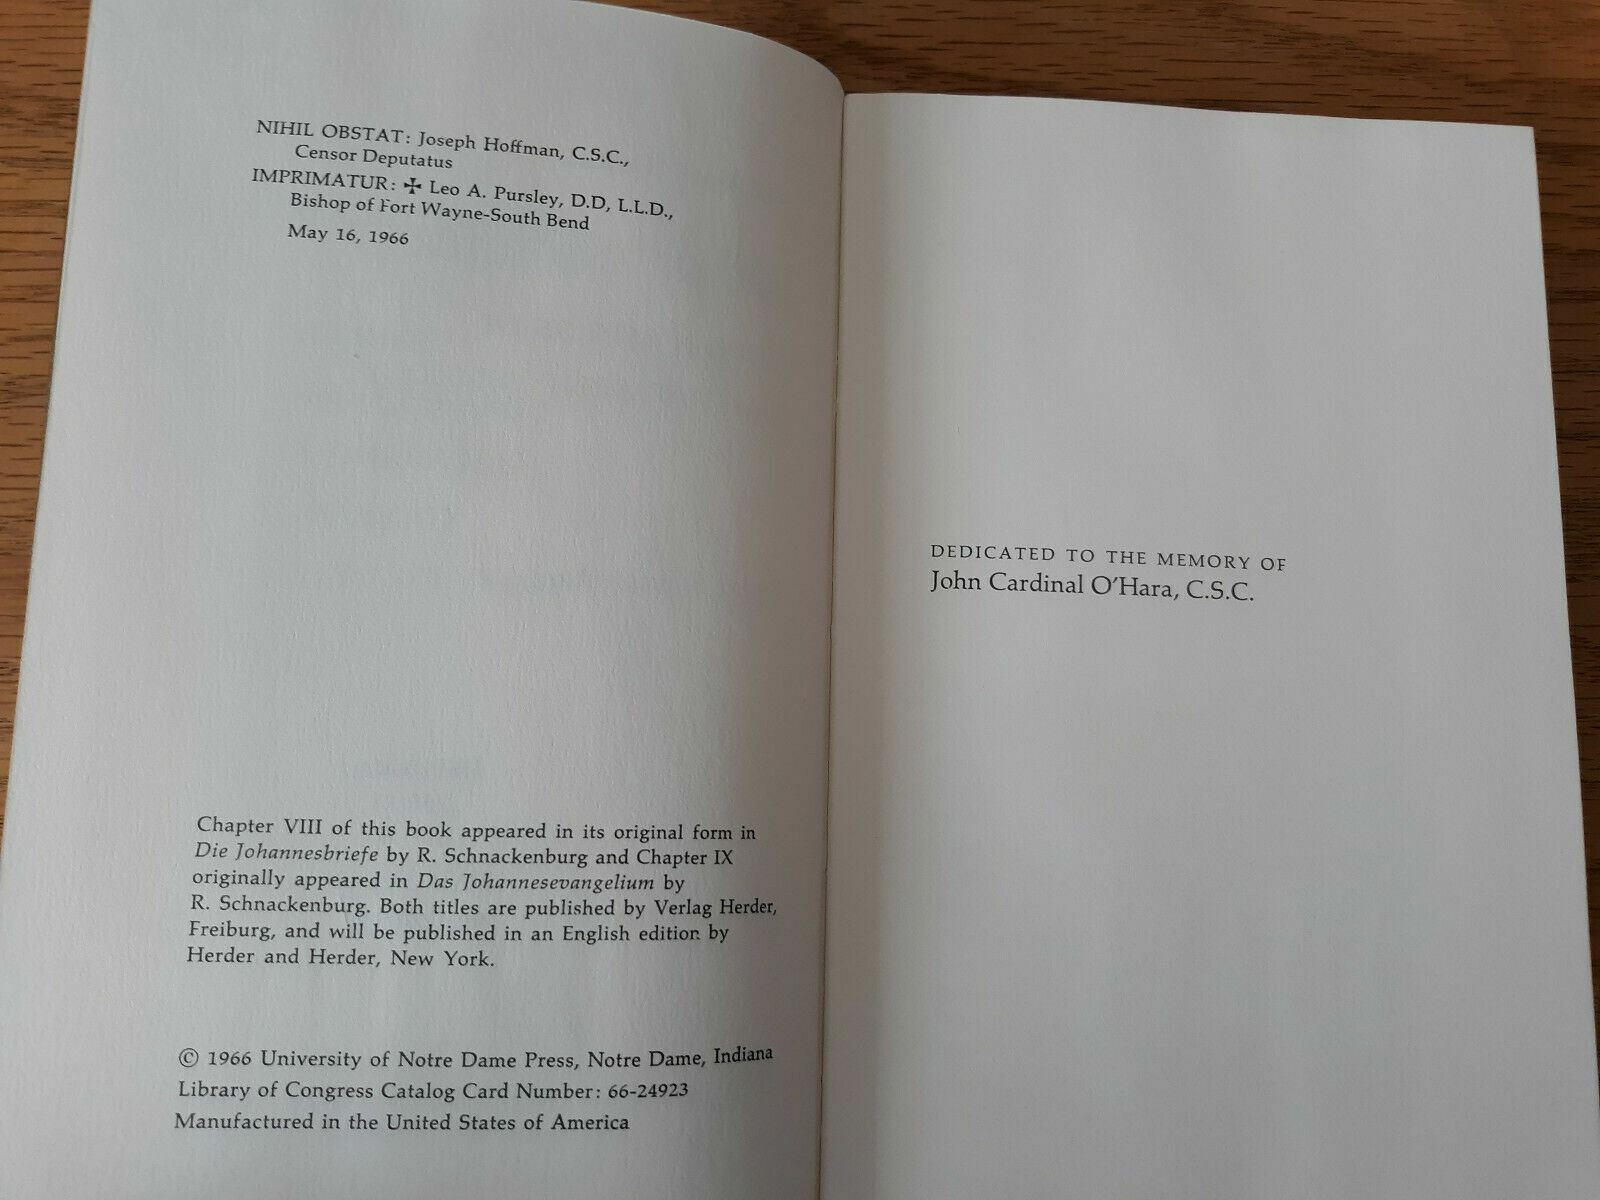 NIHIL OBSTAT: Joseph Hoffman, C.S.C.,
Censor Deputatus
IMPRIMATUR: ✠ Leo A. Pursley, D.D, L.L.D.,
Bishop of Fort Wayne-South Bend
May 16, 1966
Chapter VIII of this book appeared in its original form in
Die Johannesbriefe by R. Schnackenburg and Chapter IX
originally appeared in Das Johannesevangelium by
R. Schnackenburg. Both titles are published by Verlag Herder,
Freiburg, and will be published in an English edition by
Herder and Herder, New York.
© 1966 University of Notre Dame Press, Notre Dame, Indiana
Library of Congress Catalog Card Number: 66-24923
Manufactured in the United States of America
DEDICATED TO THE MEMORY OF
John Cardinal O'Hara, C.S.C.